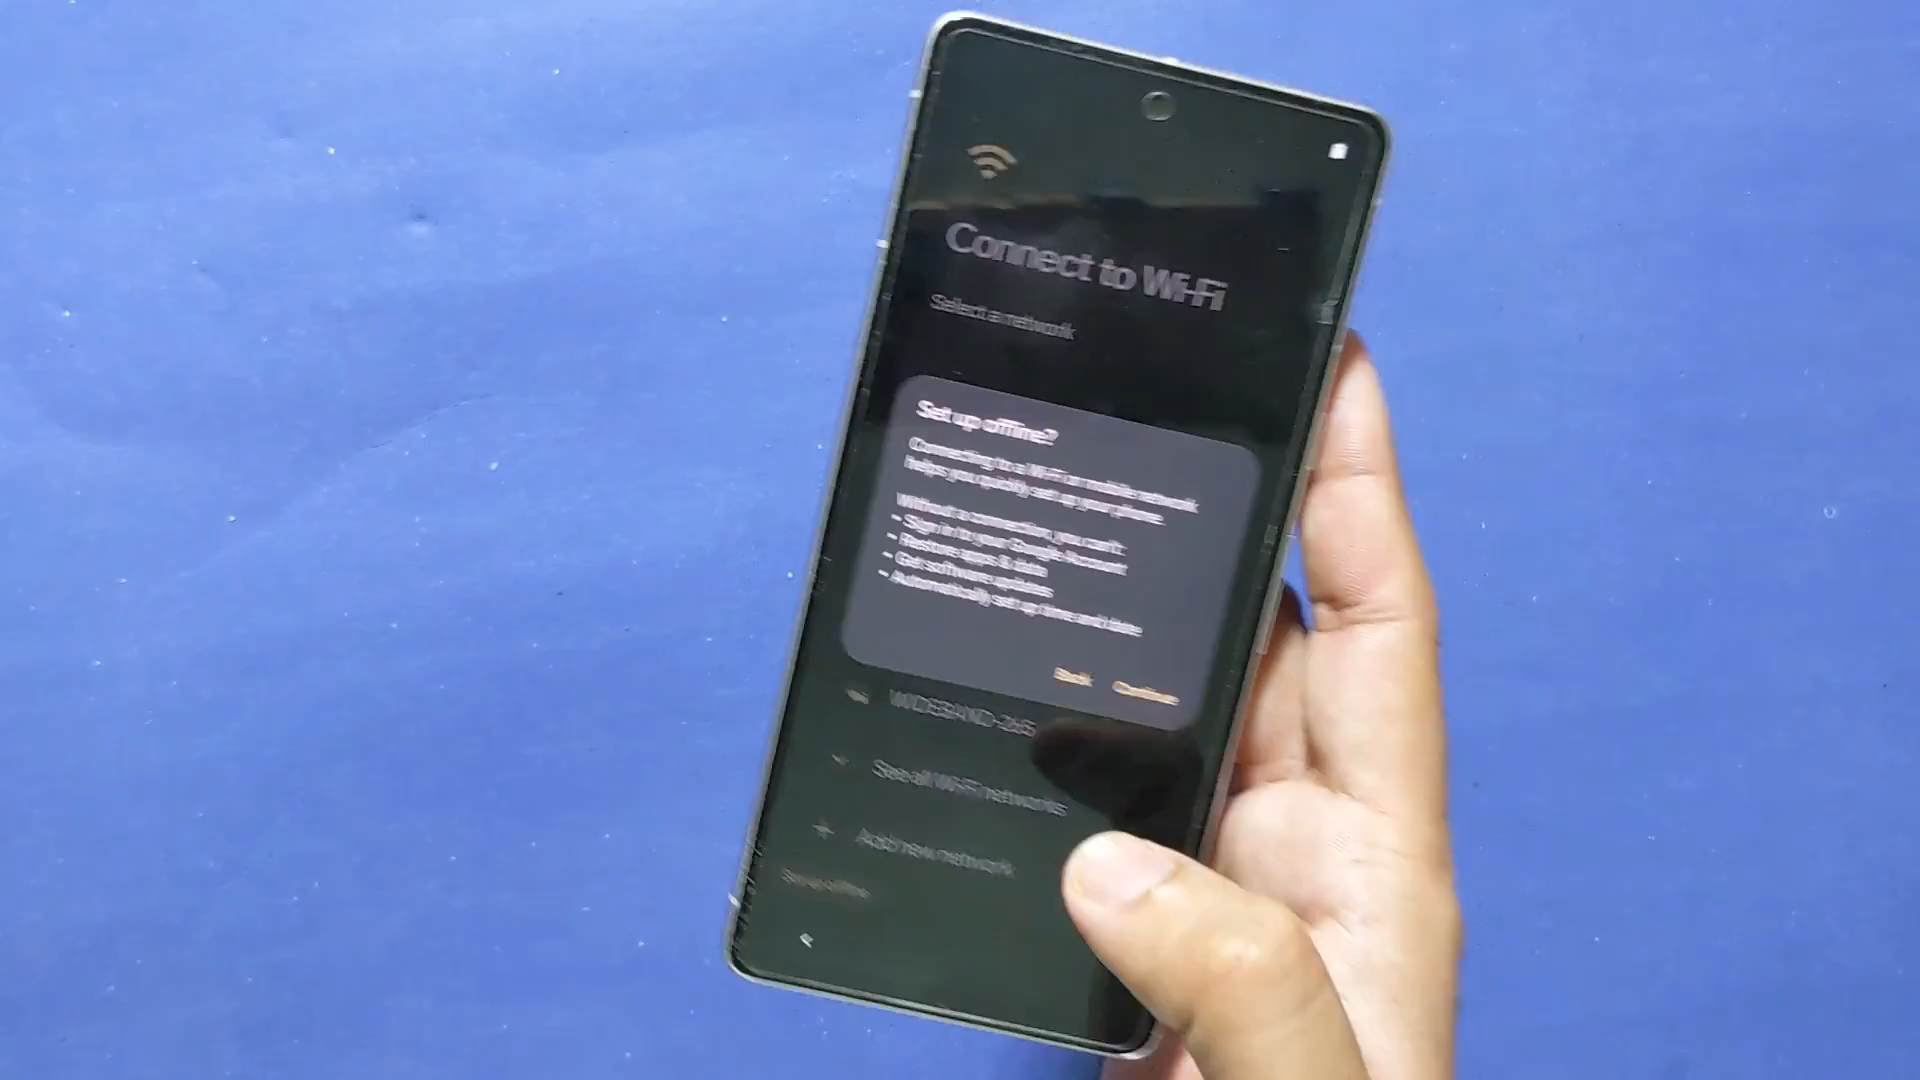 Connect to Wi-Fi
Select a network
Set up offline?
Connecting to a Wi-Fi or mobile network
helps you quickly set up your phone.
Without a connection, you can't:
• Sign in to your Google Account
• Restore apps & data
• Get software updates
• Automatically set up time and date
Back Continue
See all Wi-Fi networks
Add new network
Set up offline